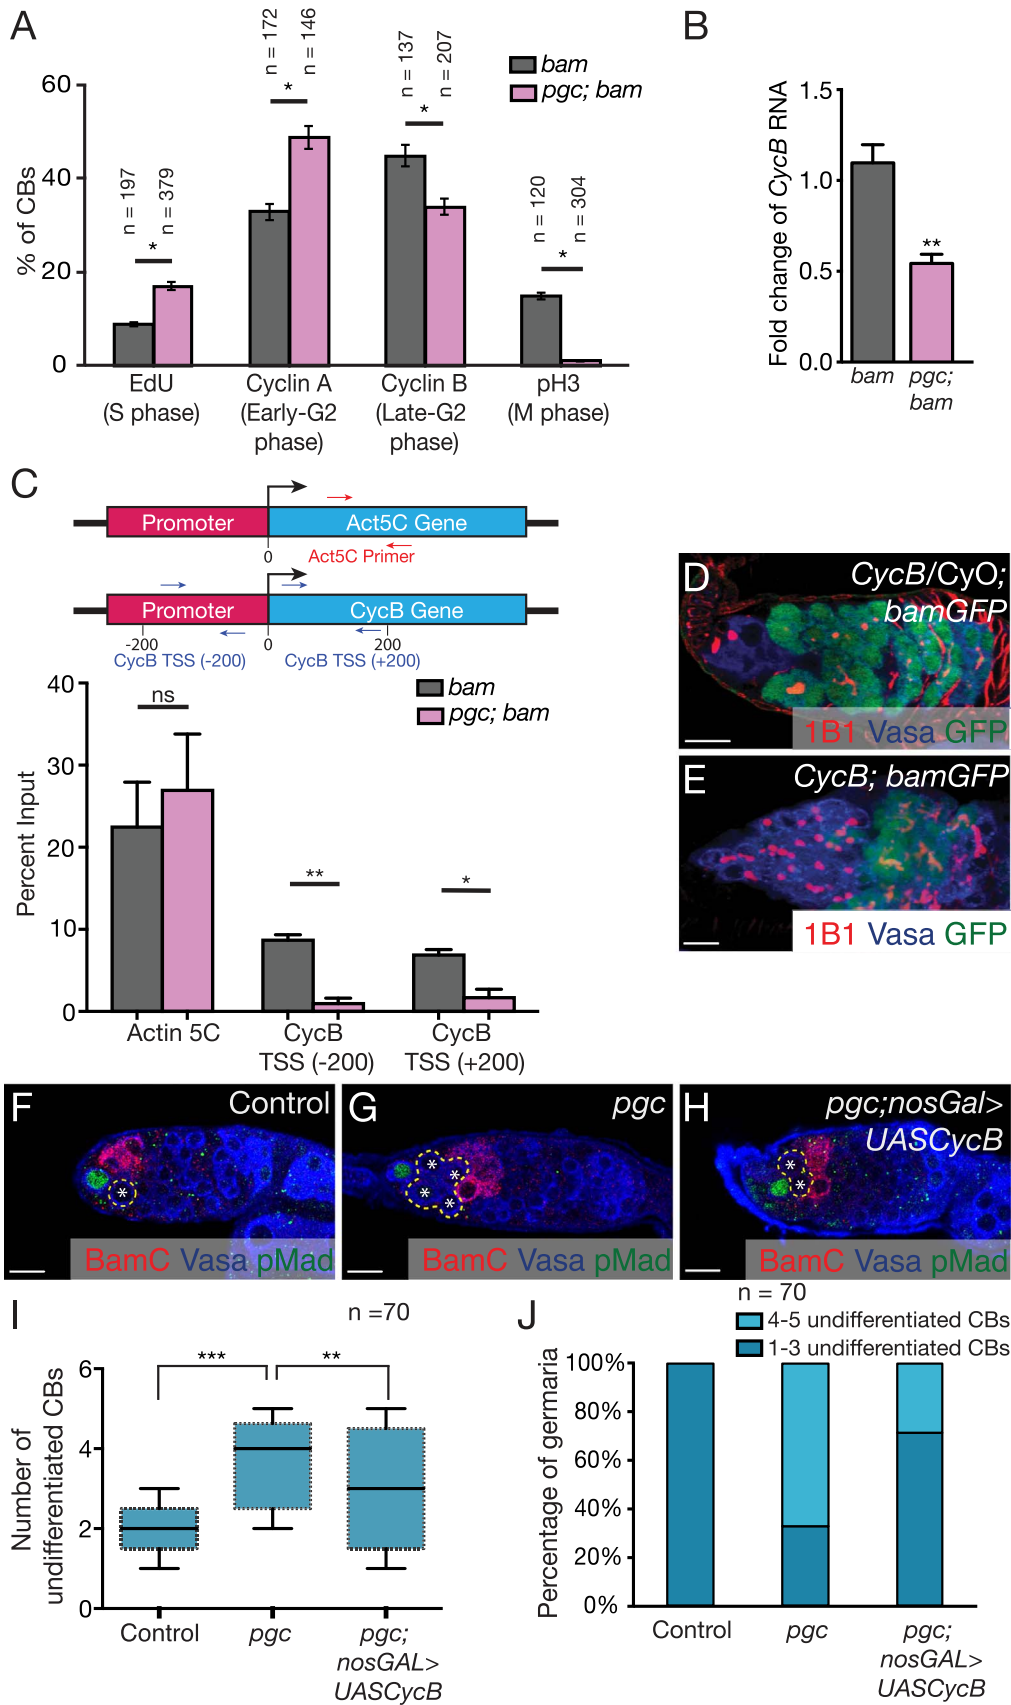 A
n = 172
n = 146
n = 137
n = 207
bam
pgc; bam
60
40
20
0
% of CBs
n = 197
n = 379
n = 120
n = 304
*
*
*
*
EdU
(S phase)
Cyclin A
(Early-G2
phase)
Cyclin B
(Late-G2
phase)
pH3
(M phase)
B
Fold change of CycB RNA
1.5
1.0
0.5
0.0
**
bam
pgc;
bam
C
Promoter
Act5C Gene
0
Act5C Primer
Promoter
CycB Gene
-200
0
200
CycB TSS (-200)
CycB TSS (+200)
bam
pgc; bam
Percent Input
40
30
20
10
0
ns
**
*
Actin 5C
CycB
TSS (-200)
CycB
TSS (+200)
D
CycB/CyO;
bamGFP
1B1 Vasa GFP
E
CycB; bamGFP
1B1 Vasa GFP
F
Control
*
BamC Vasa pMad
G
pgc
*
*
*
*
BamC Vasa pMad
H
pgc;nosGal>
UASCycB
*
*
BamC Vasa pMad
I
n =70
Number of
undifferentiated CBs
6
4
2
0
***
**
Control
pgc
pgc;
nosGAL>
UASCycB
J
n = 70
4-5 undifferentiated CBs
1-3 undifferentiated CBs
Percentage of germaria
100%
80%
60%
40%
20%
0%
Control
pgc
pgc;
nosGAL>
UASCycB